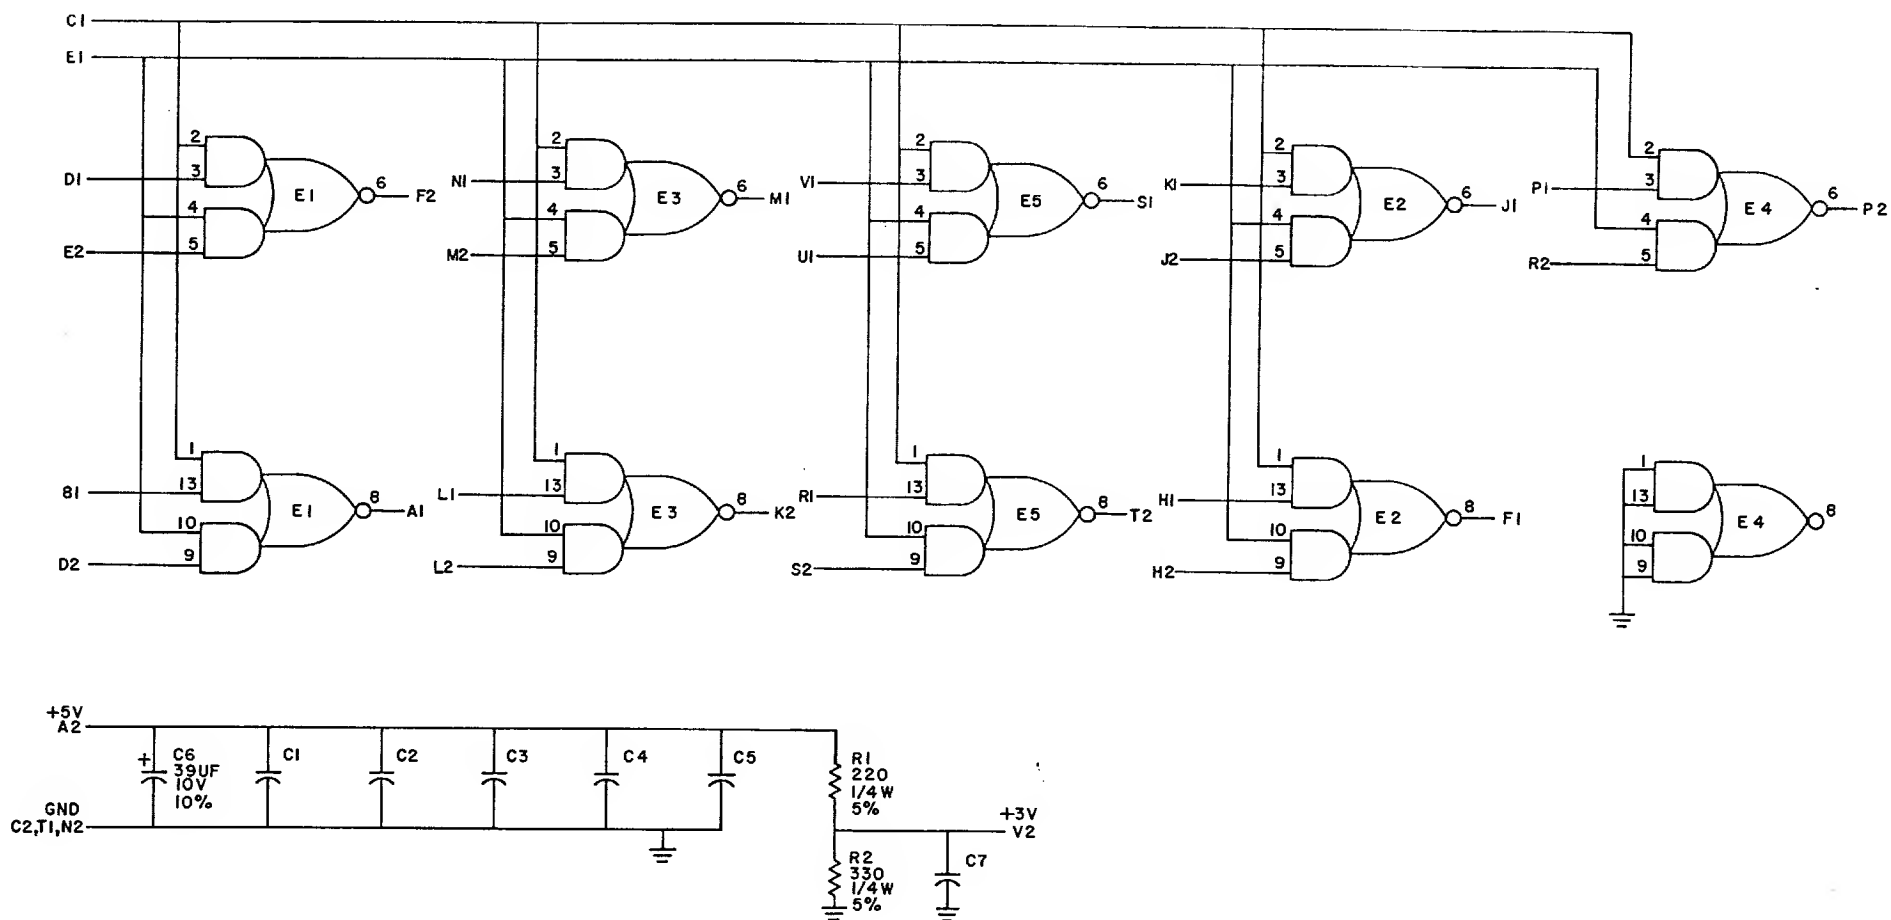 C1
E1
2
D1 3
E1 6 F2
4
E2 5
2
N1 3
E3 6 M1
4
M2 5
2
V1 3
E5 6 S1
4
U1 5
2
K1 3
E2 6 J1
4
J2 5
2
P1 3
E4 6 P2
4
R2 5
1
B1 13
E1 8 A1
10
D2 9
1
L1 13
E3 8 K2
10
L2 9
1
R1 13
E5 8 T2
10
S2 9
1
H1 13
E2 8 F1
10
H2 9
1
13
E4 8
10
9
+5V
A2
+ C6
39UF
10V
10%
C1
C2
C3
C4
C5
GND
C2,T1,N2
R1
220
1/4W
5%
+3V
V2
R2
330
1/4W
5%
C7